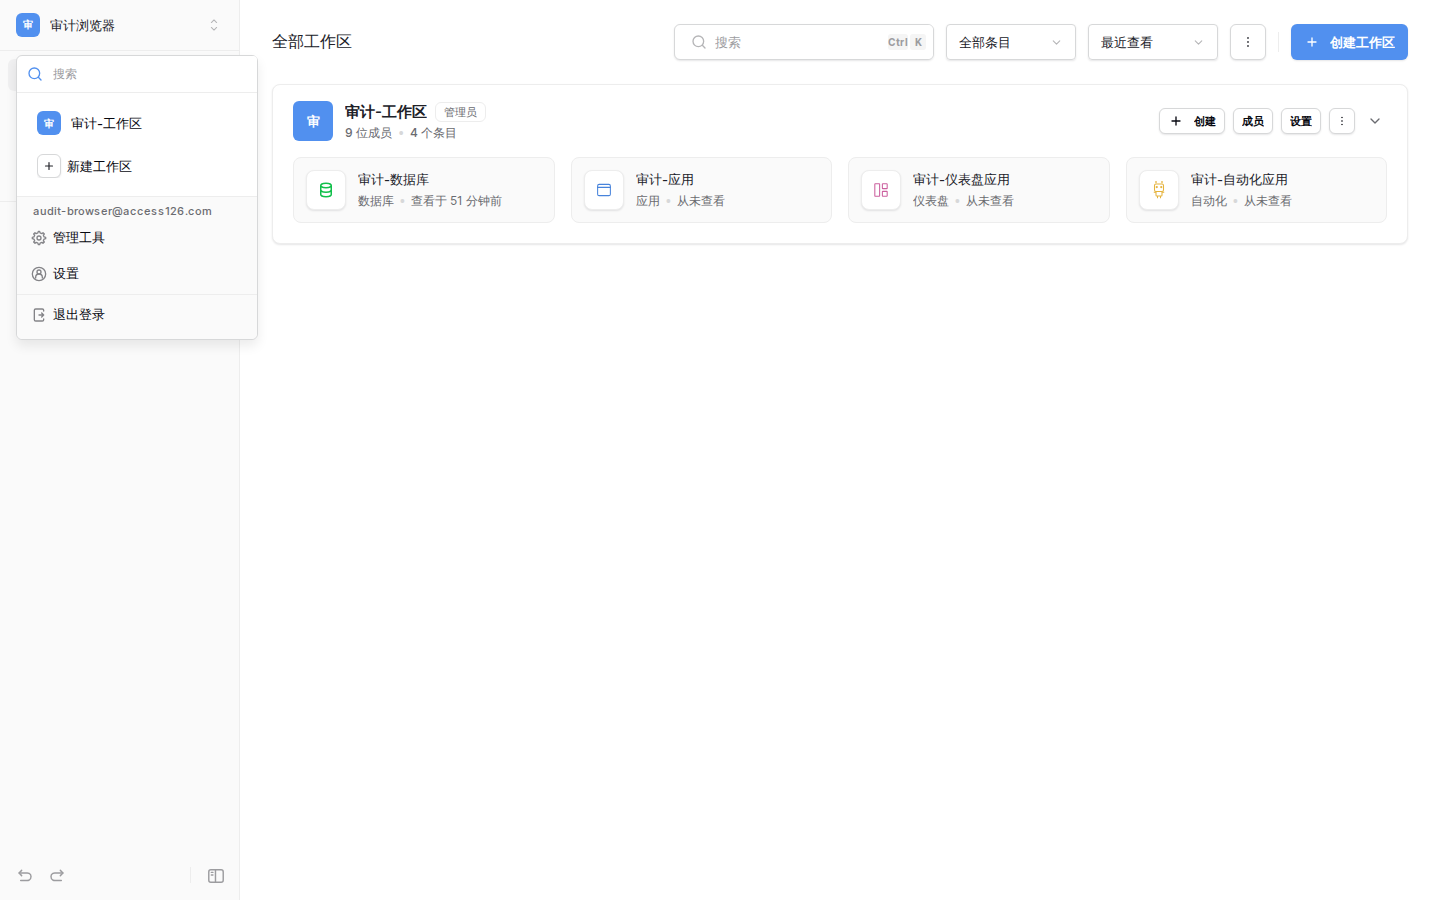 审 审计浏览器
搜索
审 审计-工作区
新建工作区
audit-browser@access126.com
管理工具
设置
退出登录
全部工作区
搜索 Ctrl K
全部条目
最近查看
创建工作区
审
审计-工作区 管理员
9 位成员 4 个条目
创建 成员 设置
审计-数据库
数据库 查看于 51 分钟前
审计-应用
应用 从未查看
审计-仪表盘应用
仪表盘 从未查看
审计-自动化应用
自动化 从未查看